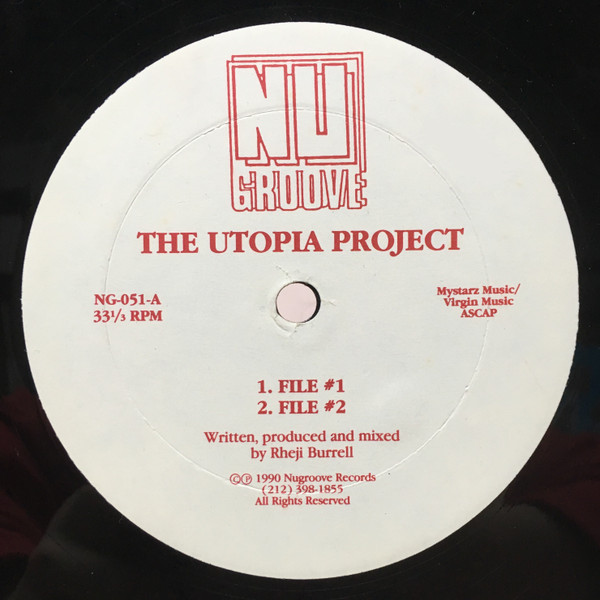 NU
GROOVE
THE UTOPIA PROJECT
NG-051-A
33⅓ RPM
Mystarz Music/
Virgin Music
ASCAP
1. FILE #1
2. FILE #2
Written, produced and mixed
by Rheji Burrell
©℗ 1990 Nugroove Records
(212) 398-1855
All Rights Reserved